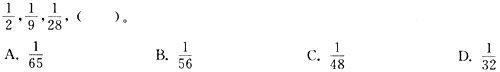 1/2, 1/9, 1/28, (　　)。
A. 1/65　B. 1/56　C. 1/48　D. 1/32